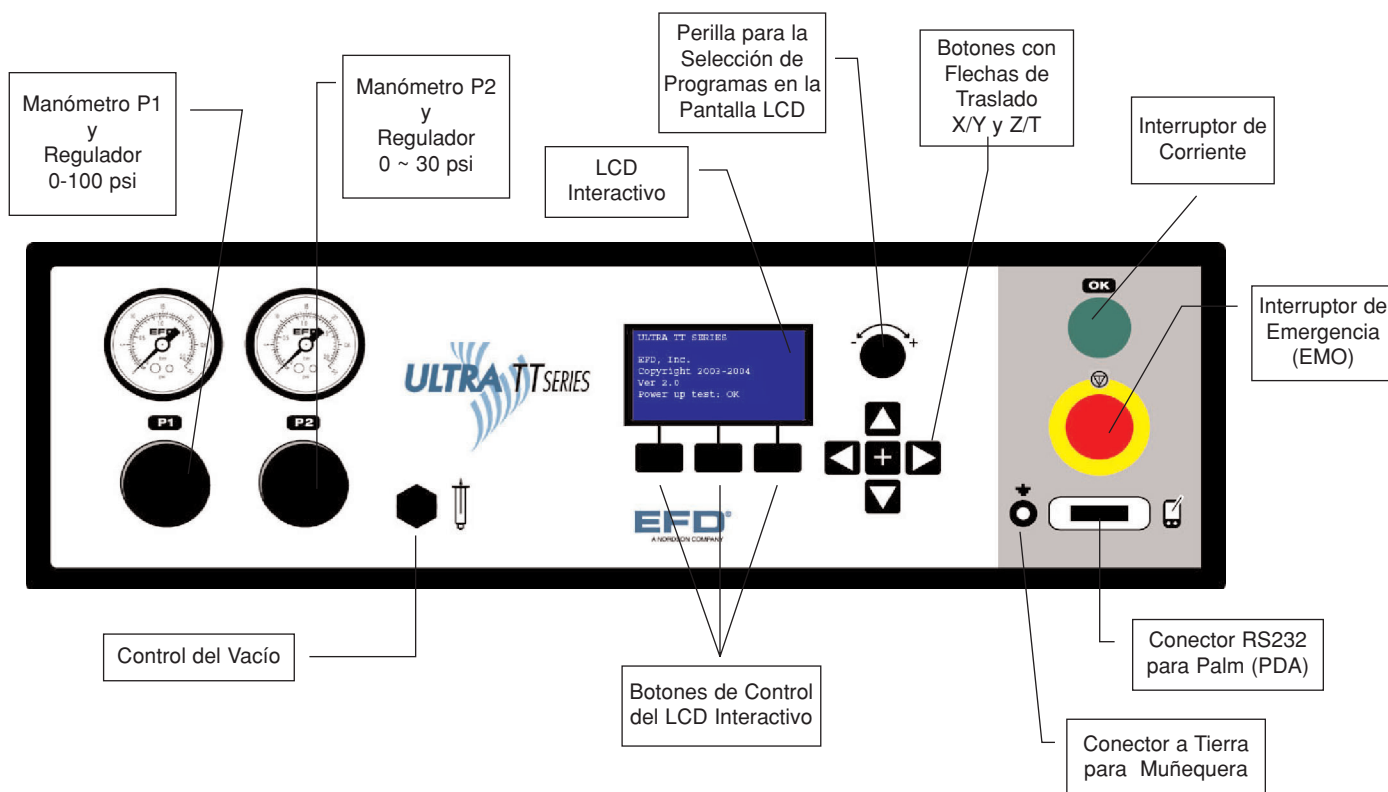 Perilla para la
Selección de
Programas en la
Pantalla LCD
Botones con
Flechas de
Traslado
X/Y y Z/T
Manómetro P1
y
Regulador
0-100 psi
Manómetro P2
y
Regulador
0 ~ 30 psi
LCD
Interactivo
Interruptor de
Corriente
Interruptor de
Emergencia
(EMO)
OK
EFD
EFD
P1
P2
ULTRA TT SERIES
ULTRA TT SERIES
EFD, Inc.
Copyright 2003-2004
Ver 2.0
Power up test: OK
- +
+
EFD®
A NORDSON COMPANY
Control del Vacío
Botones de Control
del LCD Interactivo
Conector RS232
para Palm (PDA)
Conector a Tierra
para Muñequera